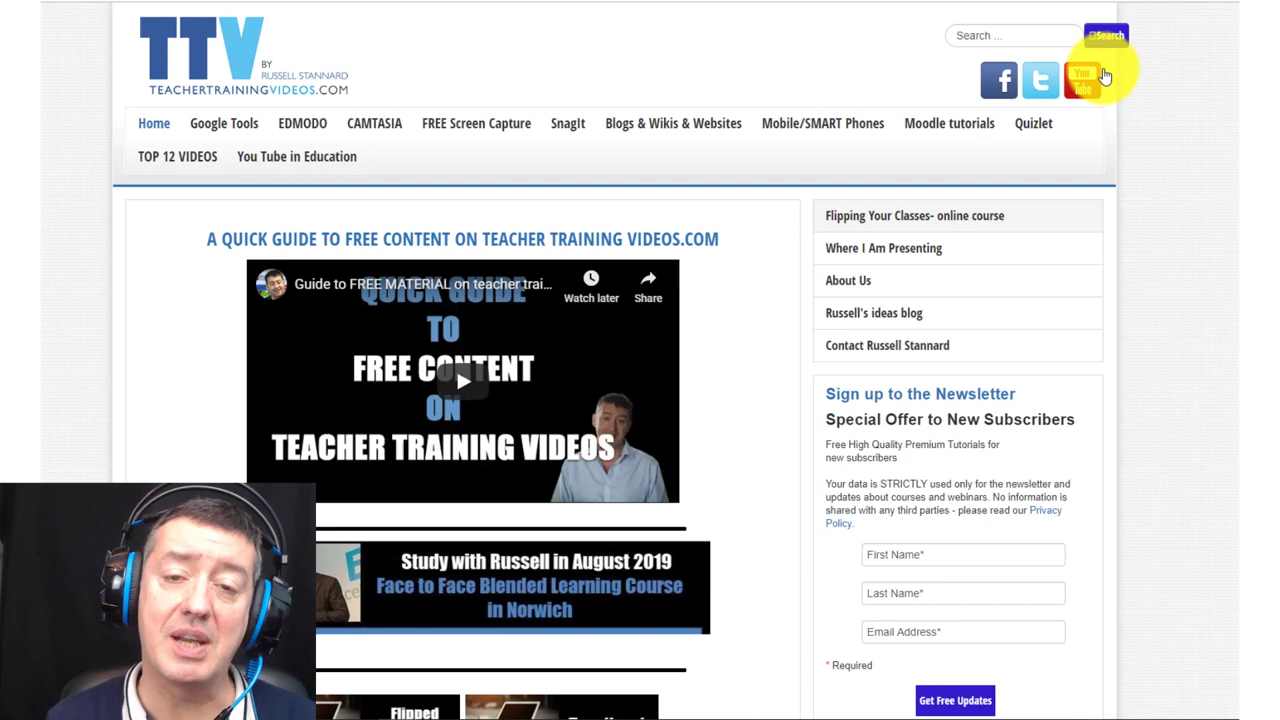 TTV
BY
RUSSELL STANNARD
TEACHERTRAININGVIDEOS.COM
Search ...
Search
f
t
You
Tube
Home
Google Tools
EDMODO
CAMTASIA
FREE Screen Capture
SnagIt
Blogs & Wikis & Websites
Mobile/SMART Phones
Moodle tutorials
Quizlet
TOP 12 VIDEOS
You Tube in Education
A QUICK GUIDE TO FREE CONTENT ON TEACHER TRAINING VIDEOS.COM
Guide to FREE MATERIAL on teacher trai...
Watch later
Share
QUICK GUIDE
TO
FREE CONTENT
ON
TEACHER TRAINING VIDEOS
Study with Russell in August 2019
Face to Face Blended Learning Course
in Norwich
Flipped
Flipping Your Classes- online course
Where I Am Presenting
About Us
Russell's ideas blog
Contact Russell Stannard
Sign up to the Newsletter
Special Offer to New Subscribers
Free High Quality Premium Tutorials for
new subscribers
Your data is STRICTLY used only for the newsletter and
updates about courses and webinars. No information is
shared with any third parties - please read our Privacy
Policy.
First Name*
Last Name*
Email Address*
* Required
Get Free Updates